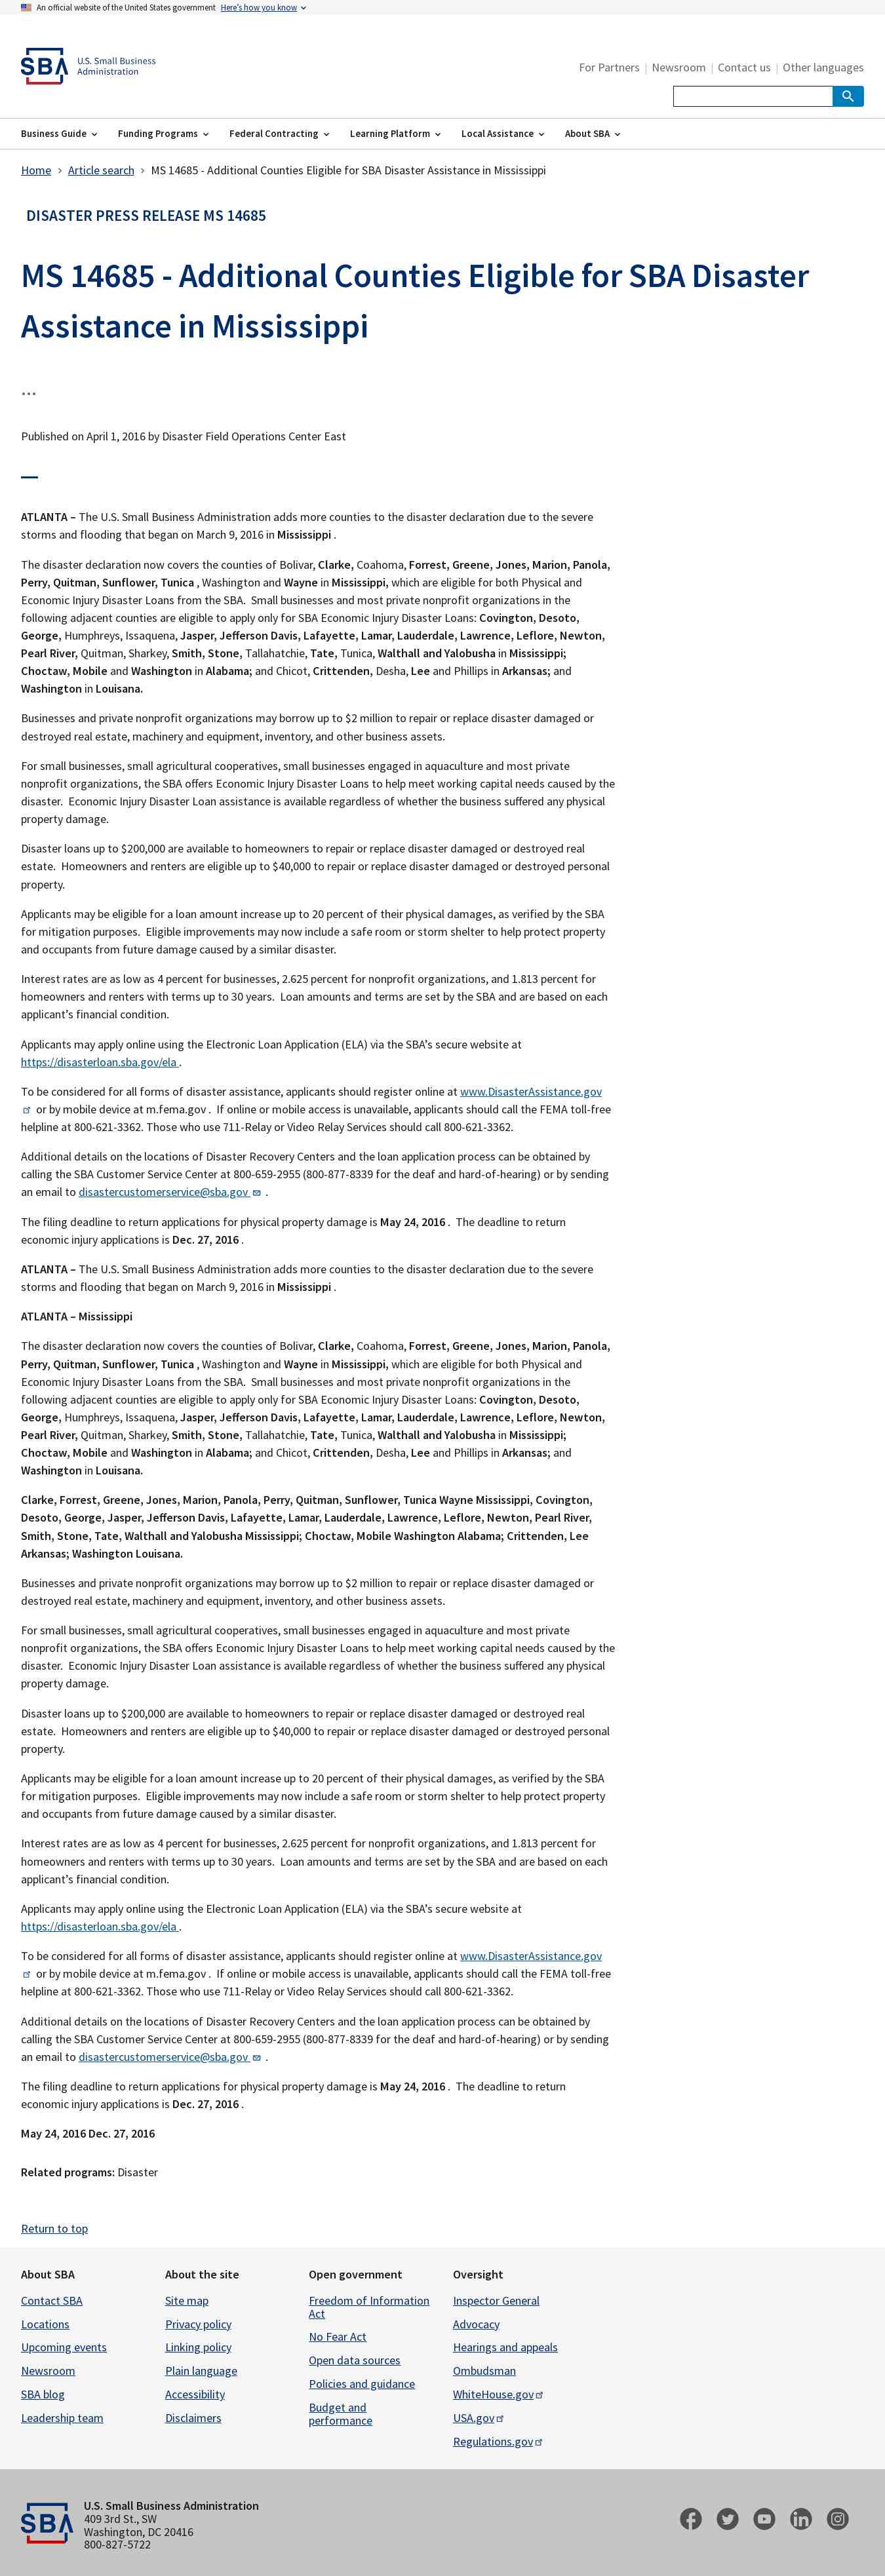 An official website of the United States government Here's how you know
SBA U.S. Small Business
Administration
For Partners | Newsroom | Contact us | Other languages
Business Guide Funding Programs Federal Contracting Learning Platform Local Assistance About SBA
Home > Article search > MS 14685 - Additional Counties Eligible for SBA Disaster Assistance in Mississippi
DISASTER PRESS RELEASE MS 14685
MS 14685 - Additional Counties Eligible for SBA Disaster
Assistance in Mississippi
...
Published on April 1, 2016 by Disaster Field Operations Center East
ATLANTA – The U.S. Small Business Administration adds more counties to the disaster declaration due to the severe
storms and flooding that began on March 9, 2016 in Mississippi .
The disaster declaration now covers the counties of Bolivar, Clarke, Coahoma, Forrest, Greene, Jones, Marion, Panola,
Perry, Quitman, Sunflower, Tunica , Washington and Wayne in Mississippi, which are eligible for both Physical and
Economic Injury Disaster Loans from the SBA.  Small businesses and most private nonprofit organizations in the
following adjacent counties are eligible to apply only for SBA Economic Injury Disaster Loans: Covington, Desoto,
George, Humphreys, Issaquena, Jasper, Jefferson Davis, Lafayette, Lamar, Lauderdale, Lawrence, Leflore, Newton,
Pearl River, Quitman, Sharkey, Smith, Stone, Tallahatchie, Tate, Tunica, Walthall and Yalobusha in Mississippi;
Choctaw, Mobile and Washington in Alabama; and Chicot, Crittenden, Desha, Lee and Phillips in Arkansas; and
Washington in Louisana.
Businesses and private nonprofit organizations may borrow up to $2 million to repair or replace disaster damaged or
destroyed real estate, machinery and equipment, inventory, and other business assets.
For small businesses, small agricultural cooperatives, small businesses engaged in aquaculture and most private
nonprofit organizations, the SBA offers Economic Injury Disaster Loans to help meet working capital needs caused by the
disaster.  Economic Injury Disaster Loan assistance is available regardless of whether the business suffered any physical
property damage.
Disaster loans up to $200,000 are available to homeowners to repair or replace disaster damaged or destroyed real
estate.  Homeowners and renters are eligible up to $40,000 to repair or replace disaster damaged or destroyed personal
property.
Applicants may be eligible for a loan amount increase up to 20 percent of their physical damages, as verified by the SBA
for mitigation purposes.  Eligible improvements may now include a safe room or storm shelter to help protect property
and occupants from future damage caused by a similar disaster.
Interest rates are as low as 4 percent for businesses, 2.625 percent for nonprofit organizations, and 1.813 percent for
homeowners and renters with terms up to 30 years.  Loan amounts and terms are set by the SBA and are based on each
applicant's financial condition.
Applicants may apply online using the Electronic Loan Application (ELA) via the SBA's secure website at
https://disasterloan.sba.gov/ela .
To be considered for all forms of disaster assistance, applicants should register online at www.DisasterAssistance.gov
or by mobile device at m.fema.gov .  If online or mobile access is unavailable, applicants should call the FEMA toll-free
helpline at 800-621-3362. Those who use 711-Relay or Video Relay Services should call 800-621-3362.
Additional details on the locations of Disaster Recovery Centers and the loan application process can be obtained by
calling the SBA Customer Service Center at 800-659-2955 (800-877-8339 for the deaf and hard-of-hearing) or by sending
an email to disastercustomerservice@sba.gov .
The filing deadline to return applications for physical property damage is May 24, 2016 .  The deadline to return
economic injury applications is Dec. 27, 2016 .
ATLANTA – The U.S. Small Business Administration adds more counties to the disaster declaration due to the severe
storms and flooding that began on March 9, 2016 in Mississippi .
ATLANTA – Mississippi
The disaster declaration now covers the counties of Bolivar, Clarke, Coahoma, Forrest, Greene, Jones, Marion, Panola,
Perry, Quitman, Sunflower, Tunica , Washington and Wayne in Mississippi, which are eligible for both Physical and
Economic Injury Disaster Loans from the SBA.  Small businesses and most private nonprofit organizations in the
following adjacent counties are eligible to apply only for SBA Economic Injury Disaster Loans: Covington, Desoto,
George, Humphreys, Issaquena, Jasper, Jefferson Davis, Lafayette, Lamar, Lauderdale, Lawrence, Leflore, Newton,
Pearl River, Quitman, Sharkey, Smith, Stone, Tallahatchie, Tate, Tunica, Walthall and Yalobusha in Mississippi;
Choctaw, Mobile and Washington in Alabama; and Chicot, Crittenden, Desha, Lee and Phillips in Arkansas; and
Washington in Louisana.
Clarke, Forrest, Greene, Jones, Marion, Panola, Perry, Quitman, Sunflower, Tunica Wayne Mississippi, Covington,
Desoto, George, Jasper, Jefferson Davis, Lafayette, Lamar, Lauderdale, Lawrence, Leflore, Newton, Pearl River,
Smith, Stone, Tate, Walthall and Yalobusha Mississippi; Choctaw, Mobile Washington Alabama; Crittenden, Lee
Arkansas; Washington Louisana.
Businesses and private nonprofit organizations may borrow up to $2 million to repair or replace disaster damaged or
destroyed real estate, machinery and equipment, inventory, and other business assets.
For small businesses, small agricultural cooperatives, small businesses engaged in aquaculture and most private
nonprofit organizations, the SBA offers Economic Injury Disaster Loans to help meet working capital needs caused by the
disaster.  Economic Injury Disaster Loan assistance is available regardless of whether the business suffered any physical
property damage.
Disaster loans up to $200,000 are available to homeowners to repair or replace disaster damaged or destroyed real
estate.  Homeowners and renters are eligible up to $40,000 to repair or replace disaster damaged or destroyed personal
property.
Applicants may be eligible for a loan amount increase up to 20 percent of their physical damages, as verified by the SBA
for mitigation purposes.  Eligible improvements may now include a safe room or storm shelter to help protect property
and occupants from future damage caused by a similar disaster.
Interest rates are as low as 4 percent for businesses, 2.625 percent for nonprofit organizations, and 1.813 percent for
homeowners and renters with terms up to 30 years.  Loan amounts and terms are set by the SBA and are based on each
applicant's financial condition.
Applicants may apply online using the Electronic Loan Application (ELA) via the SBA's secure website at
https://disasterloan.sba.gov/ela .
To be considered for all forms of disaster assistance, applicants should register online at www.DisasterAssistance.gov
or by mobile device at m.fema.gov .  If online or mobile access is unavailable, applicants should call the FEMA toll-free
helpline at 800-621-3362. Those who use 711-Relay or Video Relay Services should call 800-621-3362.
Additional details on the locations of Disaster Recovery Centers and the loan application process can be obtained by
calling the SBA Customer Service Center at 800-659-2955 (800-877-8339 for the deaf and hard-of-hearing) or by sending
an email to disastercustomerservice@sba.gov .
The filing deadline to return applications for physical property damage is May 24, 2016 .  The deadline to return
economic injury applications is Dec. 27, 2016 .
May 24, 2016 Dec. 27, 2016
Related programs: Disaster
Return to top
About SBA
Contact SBA
Locations
Upcoming events
Newsroom
SBA blog
Leadership team
About the site
Site map
Privacy policy
Linking policy
Plain language
Accessibility
Disclaimers
Open government
Freedom of Information
Act
No Fear Act
Open data sources
Policies and guidance
Budget and
performance
Oversight
Inspector General
Advocacy
Hearings and appeals
Ombudsman
WhiteHouse.gov
USA.gov
Regulations.gov
SBA
U.S. Small Business Administration
409 3rd St., SW
Washington, DC 20416
800-827-5722